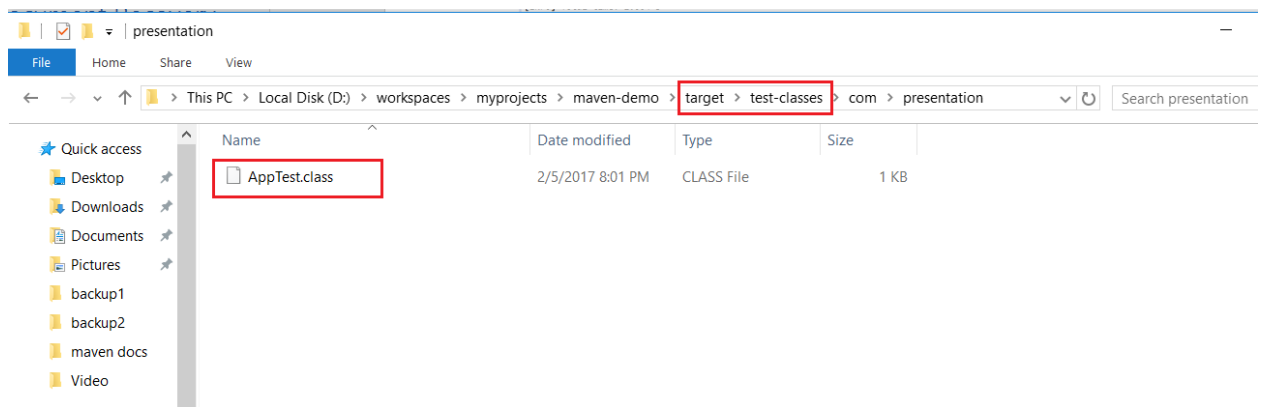 presentation
File Home Share View
This PC > Local Disk (D:) > workspaces > myprojects > maven-demo > target > test-classes > com > presentation
Search presentation
Name Date modified Type Size
Quick access
AppTest.class 2/5/2017 8:01 PM CLASS File 1 KB
Desktop
Downloads
Documents
Pictures
backup1
backup2
maven docs
Video